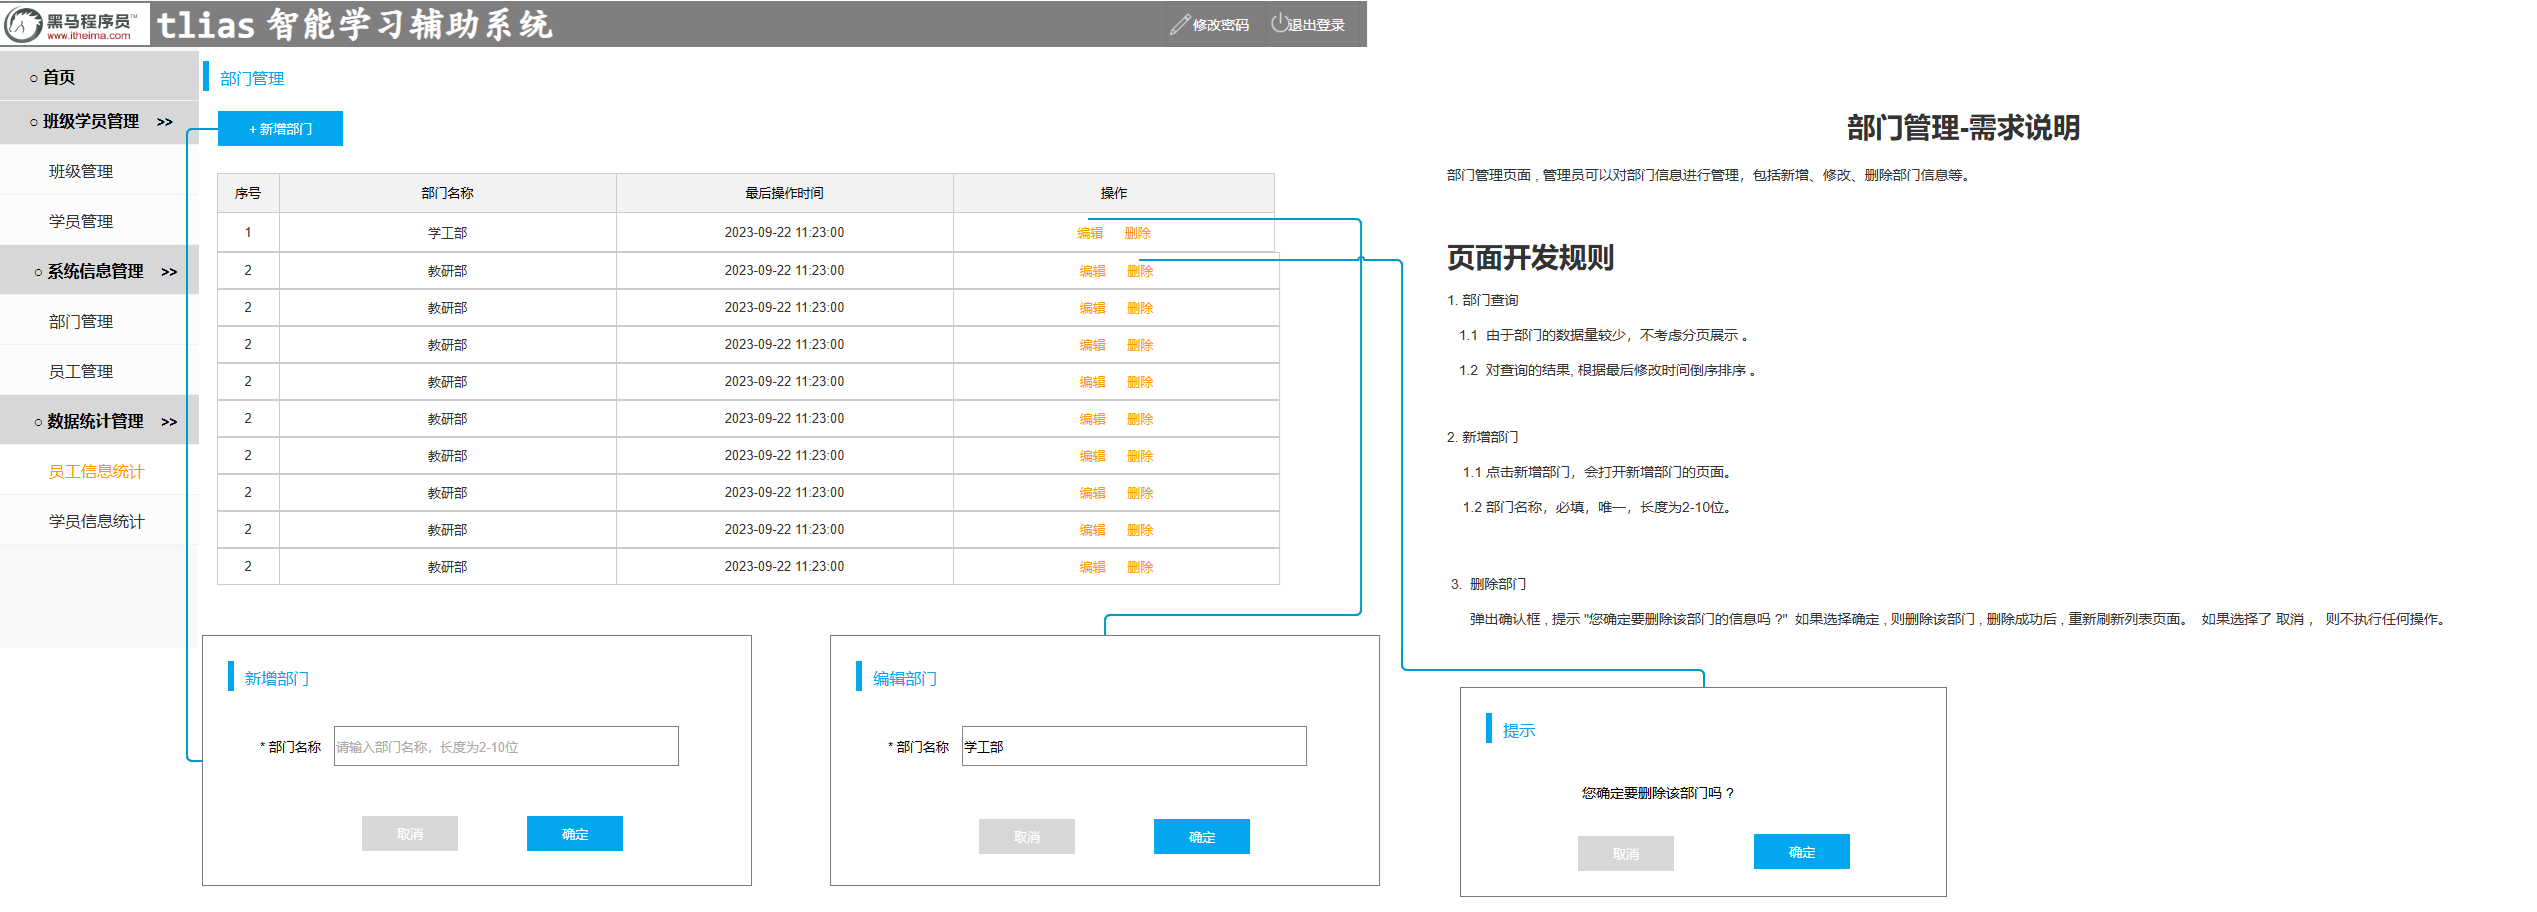 黑马程序员™
www.itheima.com
tlias 智能学习辅助系统
修改密码
退出登录
首页
班级学员管理 >>
班级管理
学员管理
系统信息管理 >>
部门管理
员工管理
数据统计管理 >>
员工信息统计
学员信息统计
部门管理
+ 新增部门
序号 部门名称 最后操作时间 操作
1 学工部 2023-09-22 11:23:00 编辑 删除
2 教研部 2023-09-22 11:23:00 编辑 删除
2 教研部 2023-09-22 11:23:00 编辑 删除
2 教研部 2023-09-22 11:23:00 编辑 删除
2 教研部 2023-09-22 11:23:00 编辑 删除
2 教研部 2023-09-22 11:23:00 编辑 删除
2 教研部 2023-09-22 11:23:00 编辑 删除
2 教研部 2023-09-22 11:23:00 编辑 删除
2 教研部 2023-09-22 11:23:00 编辑 删除
2 教研部 2023-09-22 11:23:00 编辑 删除
新增部门
* 部门名称 请输入部门名称，长度为2-10位
取消 确定
编辑部门
* 部门名称 学工部
取消 确定
提示
您确定要删除该部门吗 ?
取消 确定
部门管理-需求说明
部门管理页面 , 管理员可以对部门信息进行管理，包括新增、修改、删除部门信息等。
页面开发规则
1. 部门查询
1.1 由于部门的数据量较少，不考虑分页展示 。
1.2 对查询的结果, 根据最后修改时间倒序排序 。
2. 新增部门
1.1 点击新增部门，会打开新增部门的页面。
1.2 部门名称，必填，唯一，长度为2-10位。
3. 删除部门
弹出确认框 , 提示 "您确定要删除该部门的信息吗 ?" 如果选择确定 , 则删除该部门 , 删除成功后 , 重新刷新列表页面。 如果选择了 取消 ， 则不执行任何操作。